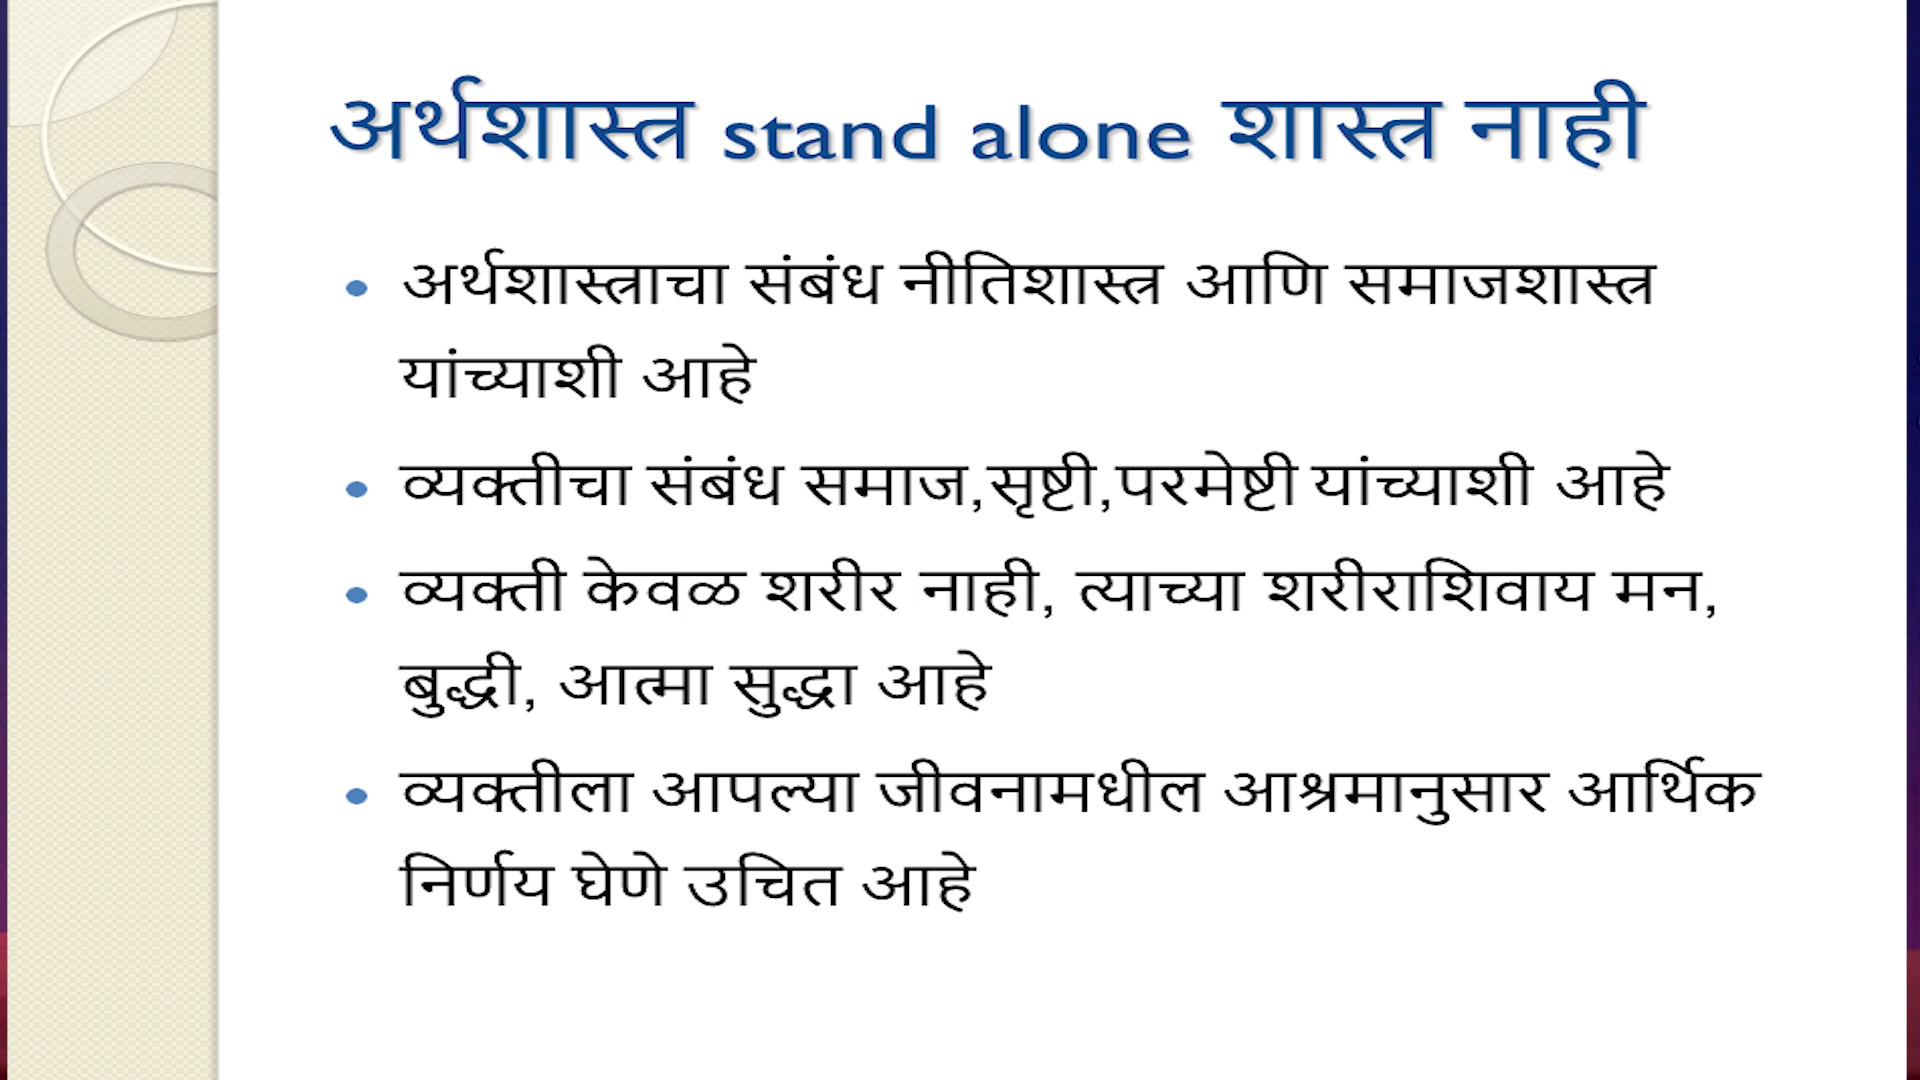 अर्थशास्त्र stand alone शास्त्र नाही
• अर्थशास्त्राचा संबंध नीतिशास्त्र आणि समाजशास्त्र
यांच्याशी आहे
• व्यक्तीचा संबंध समाज,सृष्टी,परमेष्टी यांच्याशी आहे
• व्यक्ती केवळ शरीर नाही, त्याच्या शरीराशिवाय मन,
बुद्धी, आत्मा सुद्धा आहे
• व्यक्तीला आपल्या जीवनामधील आश्रमानुसार आर्थिक
निर्णय घेणे उचित आहे